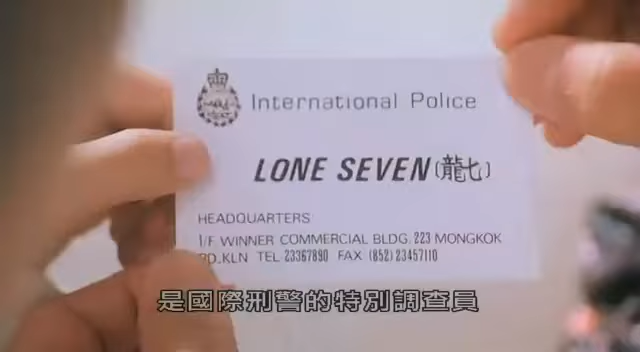 International Police
LONE SEVEN(龍七)
HEADQUARTERS
1/F WINNER COMMERCIAL BLDG. 223 MONGKOK
RD,KLN TEL 23367890 FAX (852) 23457110
是國際刑警的特別調查員